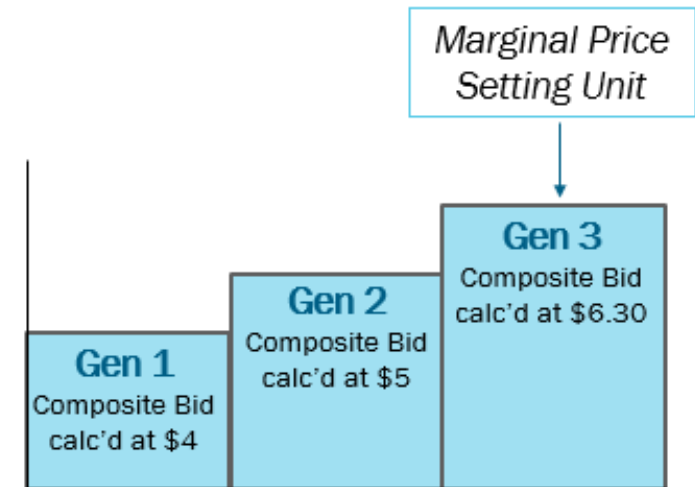 Marginal Price
Setting Unit
Gen 3
Composite Bid
calc'd at $6.30
Gen 2
Composite Bid
calc'd at $5
Gen 1
Composite Bid
calc'd at $4